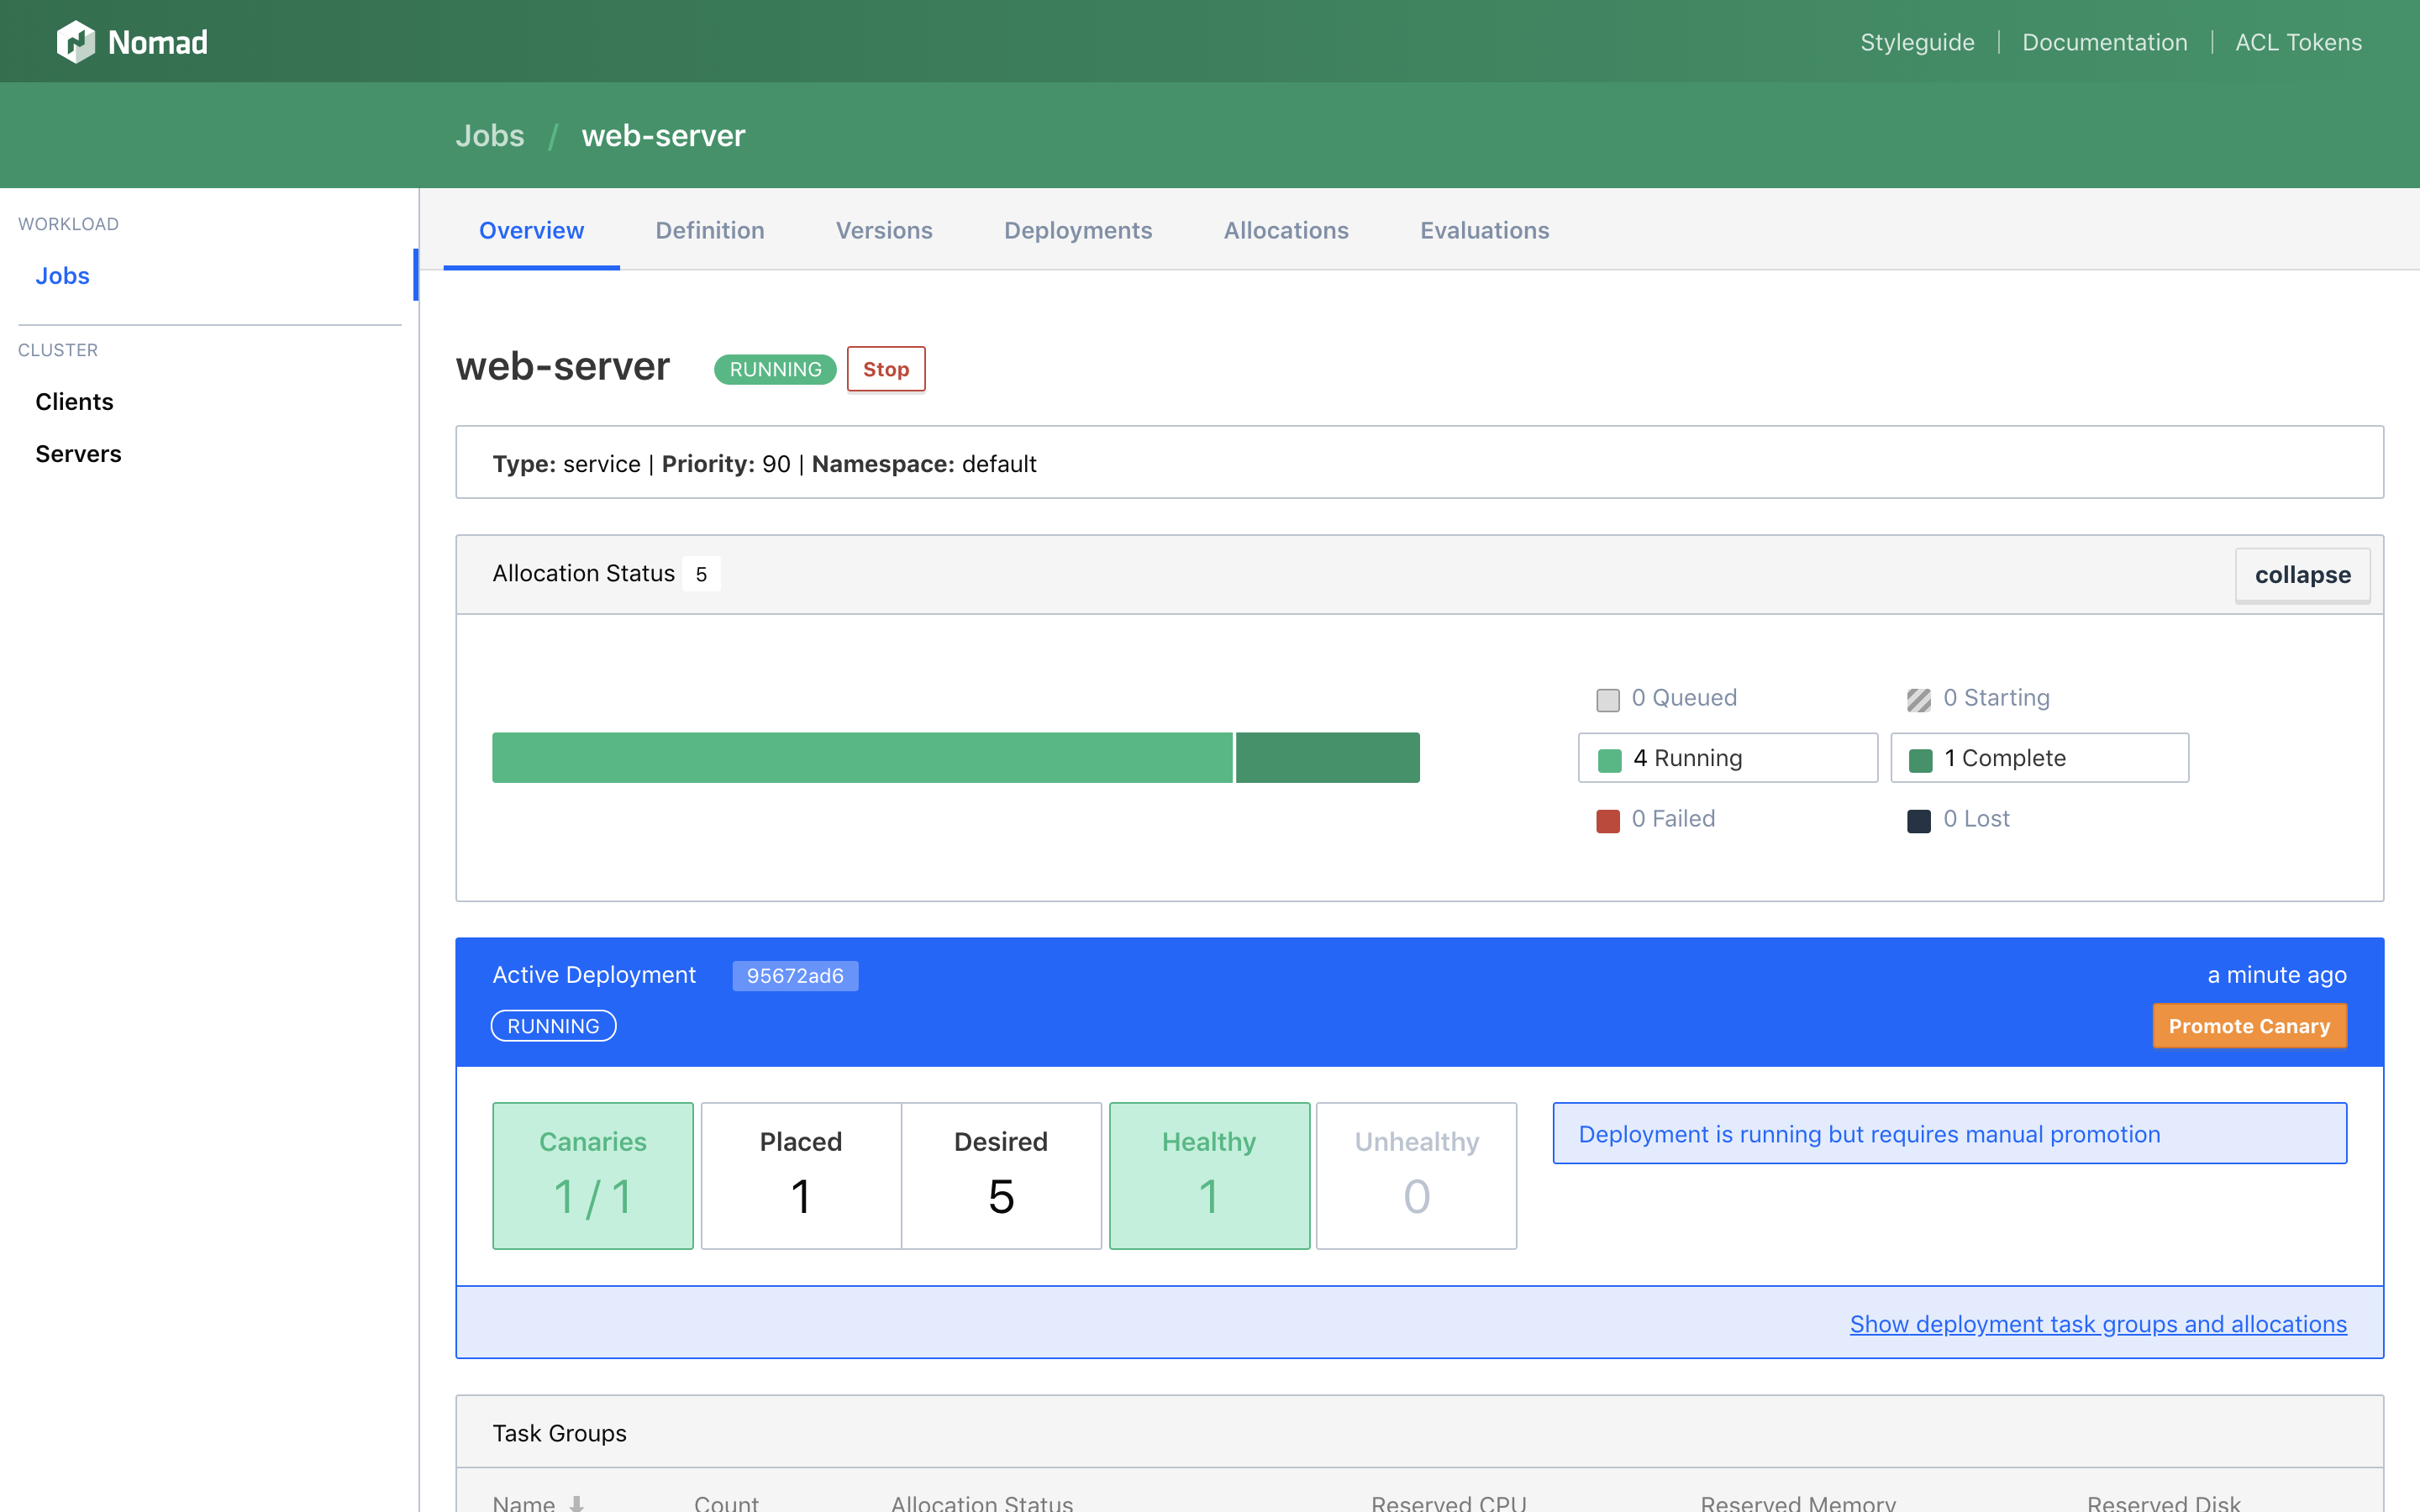 Nomad
Styleguide | Documentation | ACL Tokens
Jobs / web-server
WORKLOAD
Jobs
CLUSTER
Clients
Servers
Overview Definition Versions Deployments Allocations Evaluations
web-server RUNNING Stop
Type: service | Priority: 90 | Namespace: default
Allocation Status 5 collapse
0 Queued 0 Starting
4 Running 1 Complete
0 Failed 0 Lost
Active Deployment 95672ad6 a minute ago
RUNNING Promote Canary
Canaries Placed Desired Healthy Unhealthy
1 / 1 1 5 1 0
Deployment is running but requires manual promotion
Show deployment task groups and allocations
Task Groups
Name Count Allocation Status Reserved CPU Reserved Memory Reserved Disk